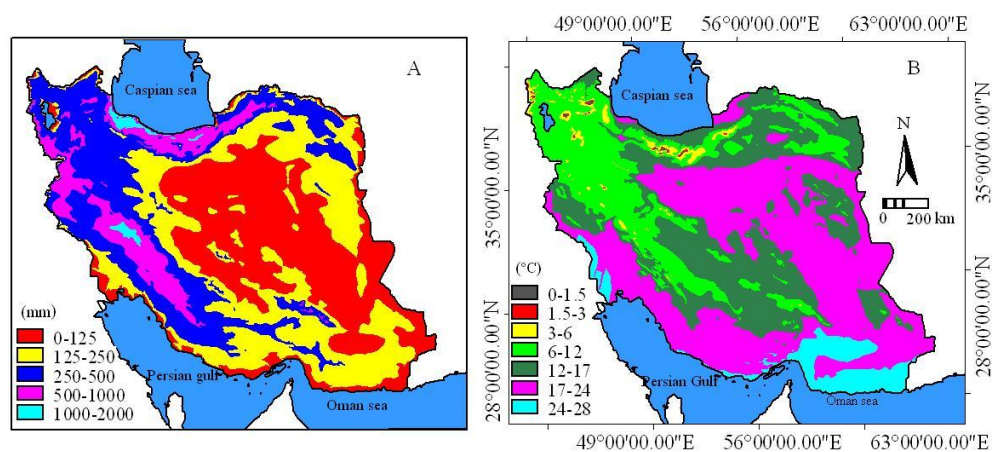 A
Caspian sea
(mm)
0-125
125-250
250-500
500-1000
1000-2000
Persian gulf
Oman sea
49°00'00.00"E
56°00'00.00"E
63°00'00.00"E
B
Caspian sea
N
0
200 km
35°00'00.00"N
35°00'00.00"N
(°C)
0-1.5
1.5-3
3-6
6-12
12-17
17-24
24-28
28°00'00.00"N
28°00'00.00"N
Persian Gulf
Oman sea
49°00'00.00"E
56°00'00.00"E
63°00'00.00"E